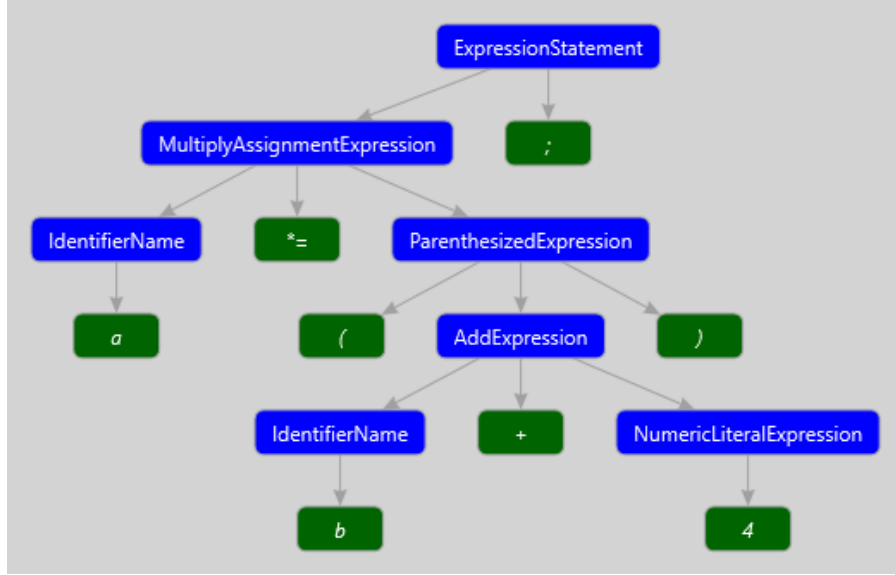 ExpressionStatement
MultiplyAssignmentExpression ;
IdentifierName *= ParenthesizedExpression
a ( AddExpression )
IdentifierName + NumericLiteralExpression
b 4